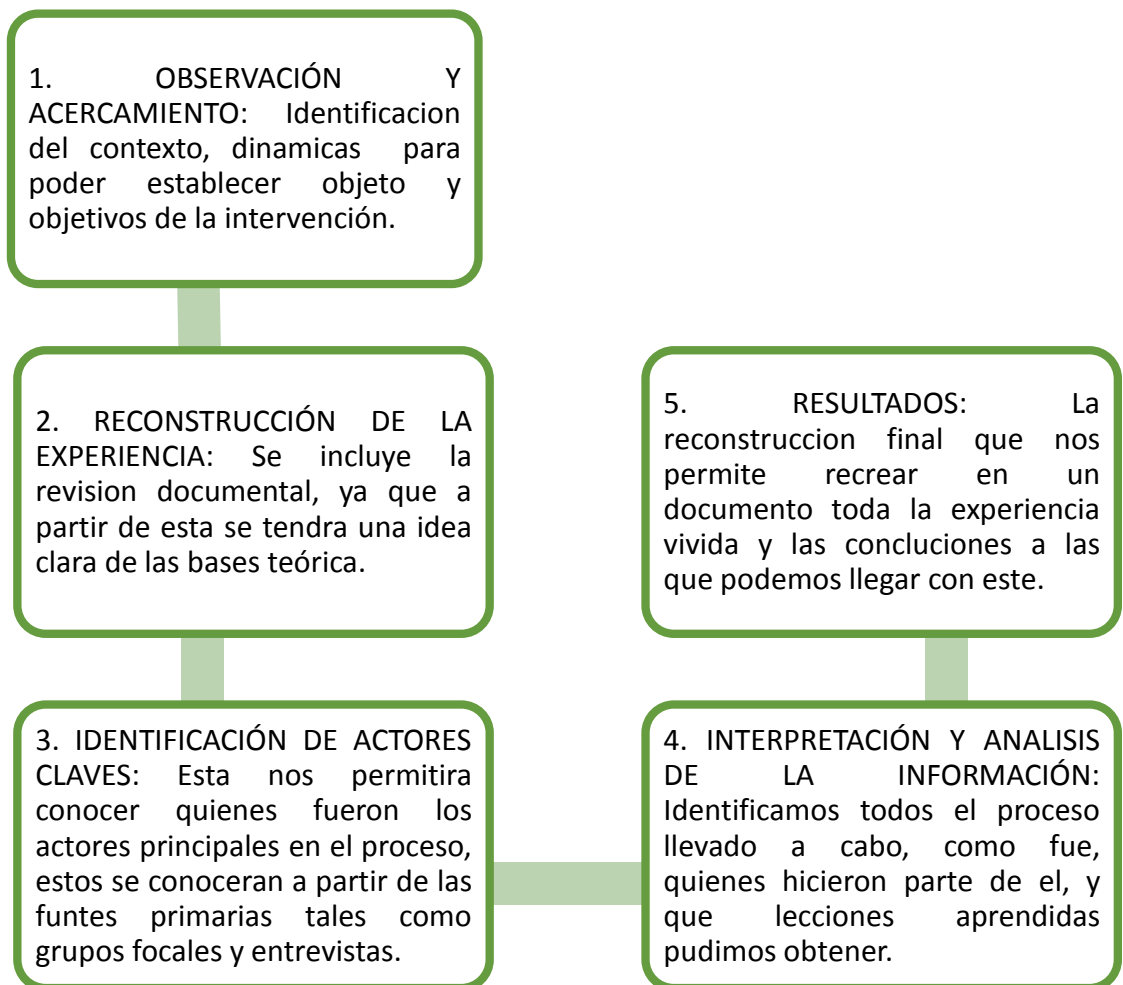 1. OBSERVACIÓN Y
ACERCAMIENTO: Identificacion
del contexto, dinamicas para
poder establecer objeto y
objetivos de la intervención.
2. RECONSTRUCCIÓN DE LA
EXPERIENCIA: Se incluye la
revision documental, ya que a
partir de esta se tendra una idea
clara de las bases teórica.
3. IDENTIFICACIÓN DE ACTORES
CLAVES: Esta nos permitira
conocer quienes fueron los
actores principales en el proceso,
estos se conoceran a partir de las
funtes primarias tales como
grupos focales y entrevistas.
4. INTERPRETACIÓN Y ANALISIS
DE LA INFORMACIÓN:
Identificamos todos el proceso
llevado a cabo, como fue,
quienes hicieron parte de el, y
que lecciones aprendidas
pudimos obtener.
5. RESULTADOS: La
reconstruccion final que nos
permite recrear en un
documento toda la experiencia
vivida y las concluciones a las
que podemos llegar con este.